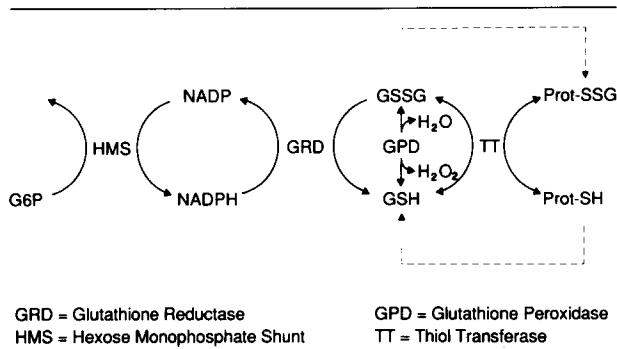 NADP
GSSG
Prot-SSG
H₂O
HMS
GRD
GPD
TT
H₂O₂
G6P
NADPH
GSH
Prot-SH
GRD = Glutathione Reductase
GPD = Glutathione Peroxidase
HMS = Hexose Monophosphate Shunt
TT = Thiol Transferase